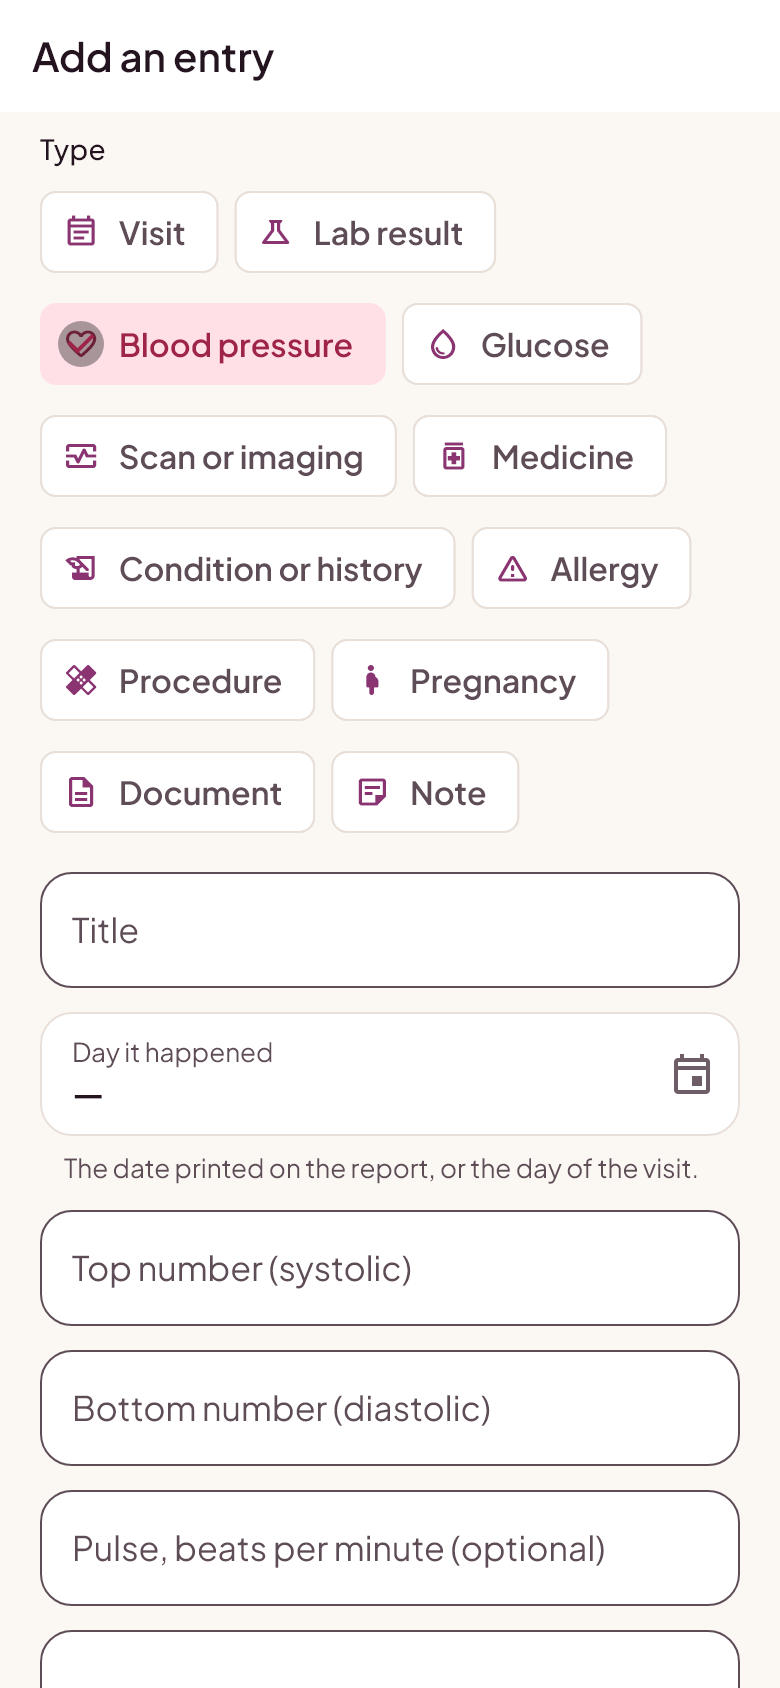 Add an entry
Type
Visit
Lab result
Blood pressure
Glucose
Scan or imaging
Medicine
Condition or history
Allergy
Procedure
Pregnancy
Document
Note
Title
Day it happened
—
The date printed on the report, or the day of the visit.
Top number (systolic)
Bottom number (diastolic)
Pulse, beats per minute (optional)